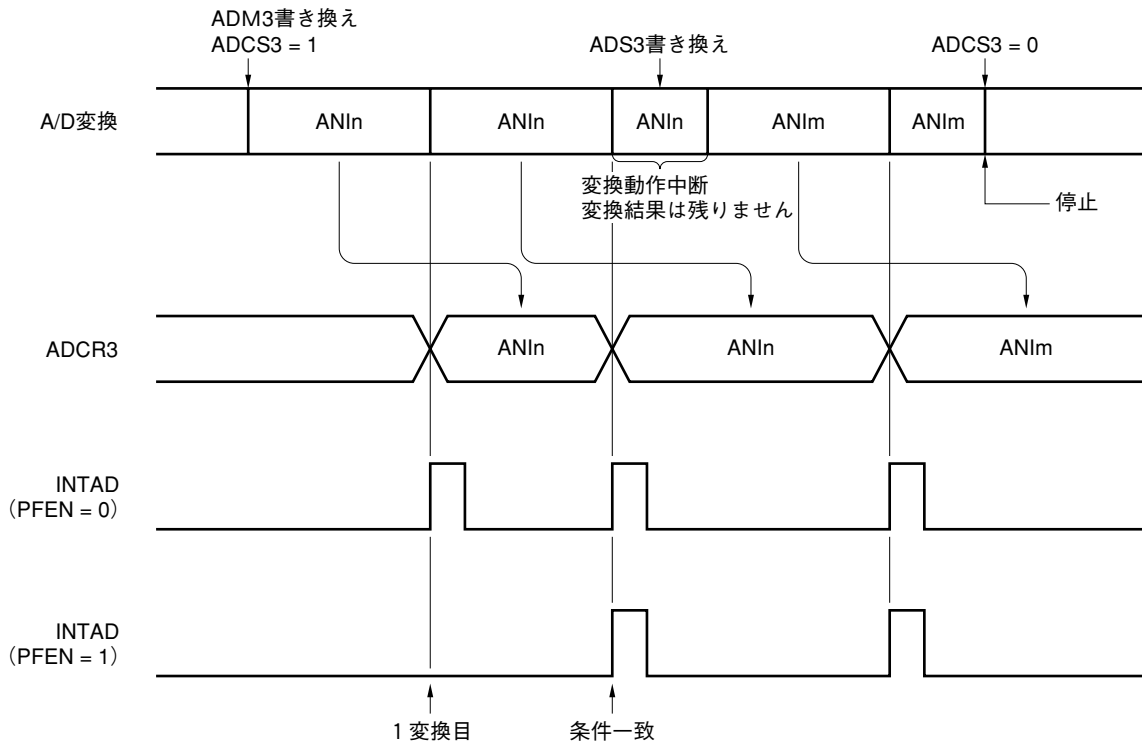 ADM3書き換え
ADCS3 = 1
ADS3書き換え
ADCS3 = 0
A/D変換
ANIn
ANIn
ANIn
ANIm
ANIm
変換動作中断
変換結果は残りません
停止
ADCR3
ANIn
ANIn
ANIm
INTAD
（PFEN = 0）
INTAD
（PFEN = 1）
1 変換目
条件一致